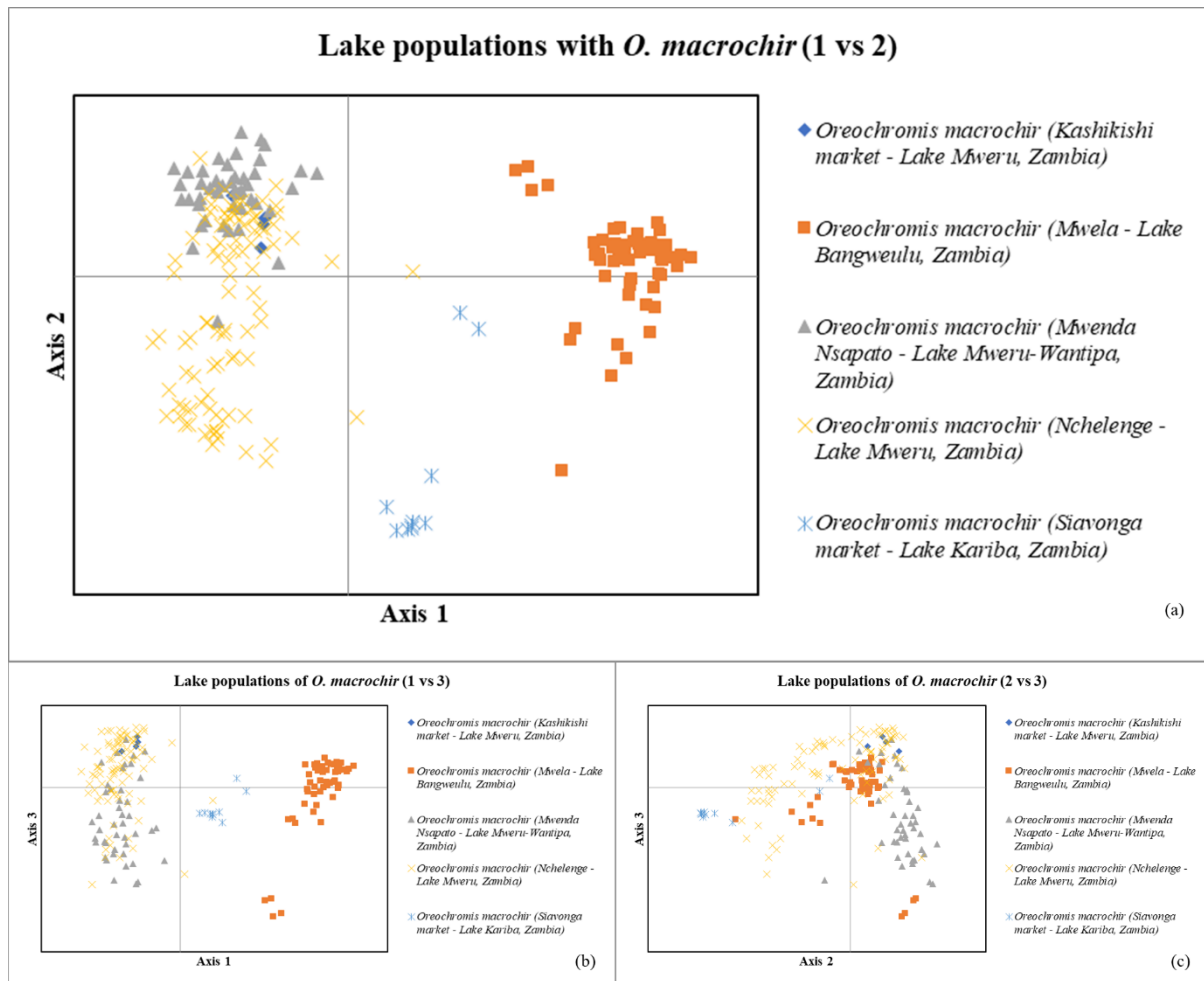 Lake populations with O. macrochir (1 vs 2)
Axis 2
Axis 1
Oreochromis macrochir (Kashikishi
market - Lake Mweru, Zambia)
Oreochromis macrochir (Mwela - Lake
Bangweulu, Zambia)
Oreochromis macrochir (Mwenda
Nsapato - Lake Mweru-Wantipa,
Zambia)
Oreochromis macrochir (Nchelenge -
Lake Mweru, Zambia)
Oreochromis macrochir (Siavonga
market - Lake Kariba, Zambia)
(a)
Lake populations of O. macrochir (1 vs 3)
Axis 3
Axis 1
Oreochromis macrochir (Kashikishi
market - Lake Mweru, Zambia)
Oreochromis macrochir (Mwela - Lake
Bangweulu, Zambia)
Oreochromis macrochir (Mwenda
Nsapato - Lake Mweru-Wantipa,
Zambia)
Oreochromis macrochir (Nchelenge -
Lake Mweru, Zambia)
Oreochromis macrochir (Siavonga
market - Lake Kariba, Zambia)
(b)
Lake populations of O. macrochir (2 vs 3)
Axis 3
Axis 2
Oreochromis macrochir (Kashikishi
market - Lake Mweru, Zambia)
Oreochromis macrochir (Mwela - Lake
Bangweulu, Zambia)
Oreochromis macrochir (Mwenda
Nsapato - Lake Mweru-Wantipa,
Zambia)
Oreochromis macrochir (Nchelenge -
Lake Mweru, Zambia)
Oreochromis macrochir (Siavonga
market - Lake Kariba, Zambia)
(c)